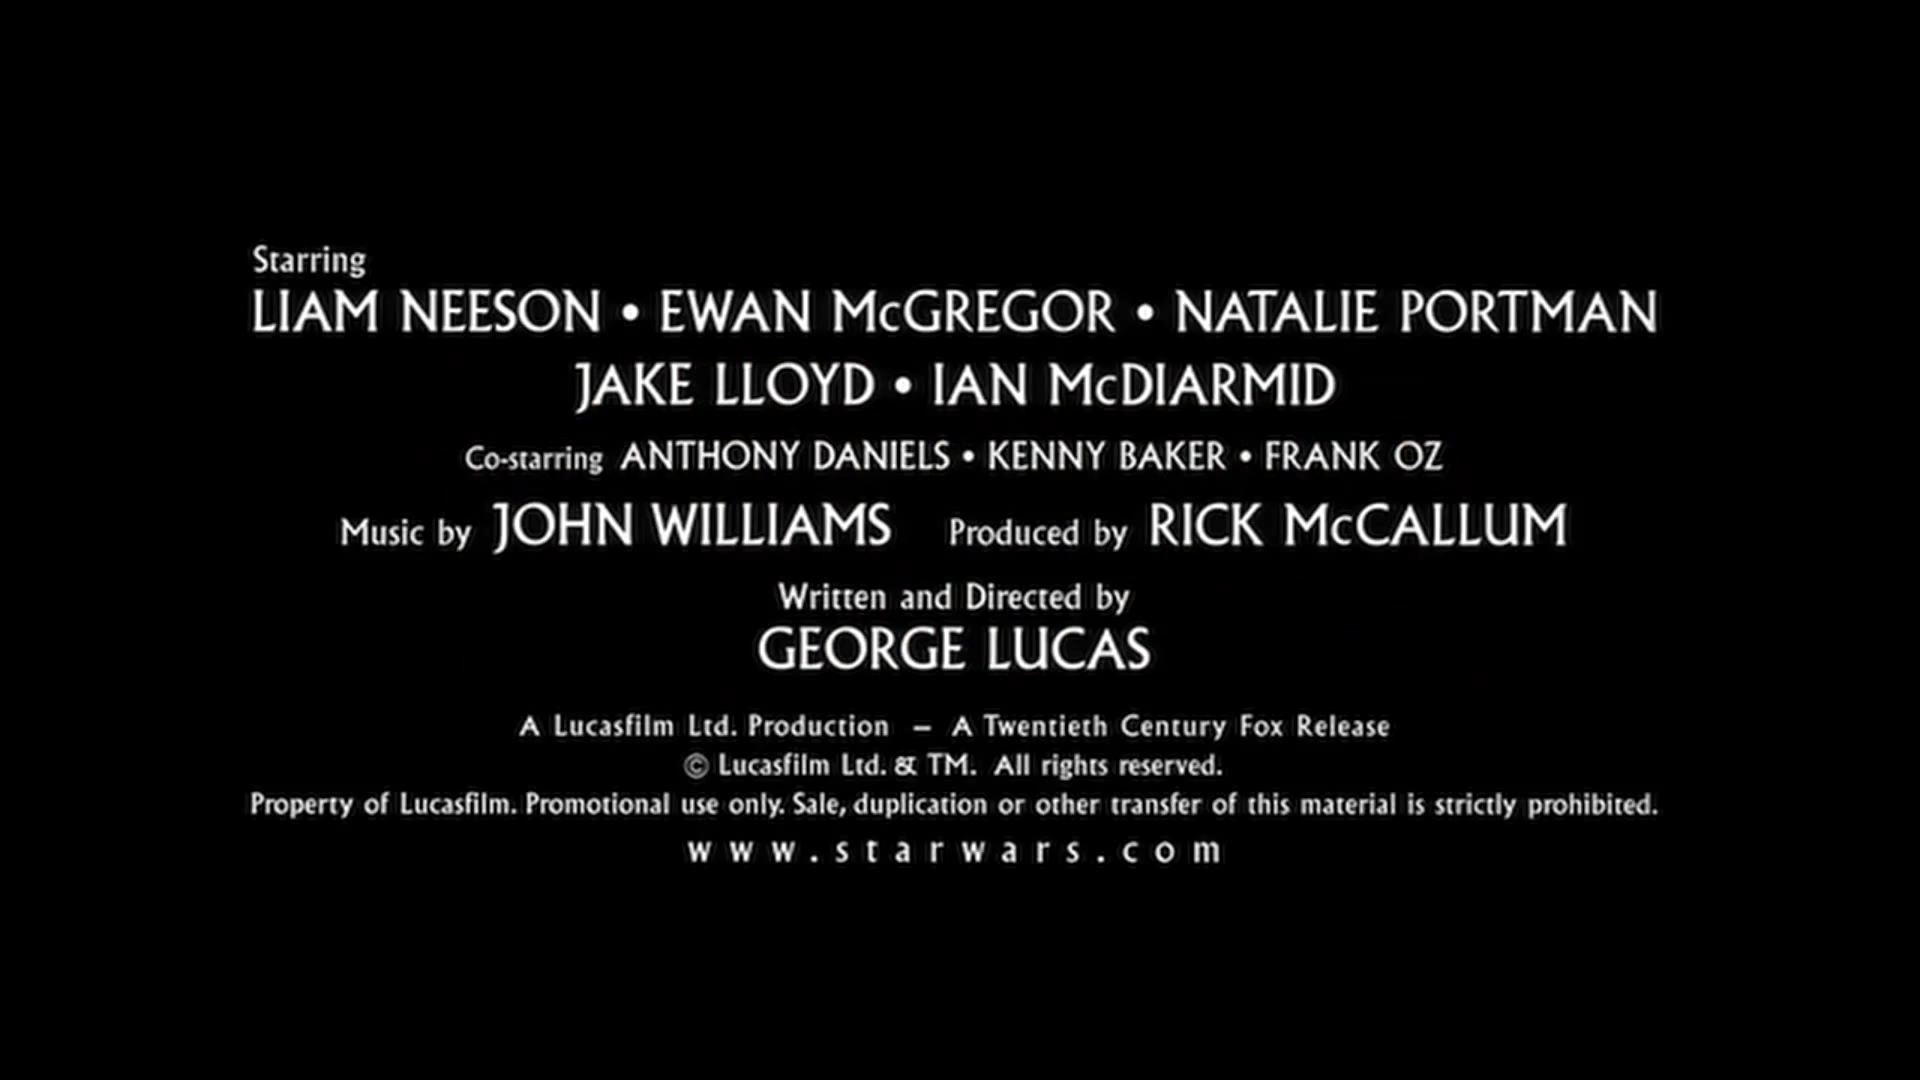 Starring
LIAM NEESON • EWAN McGREGOR • NATALIE PORTMAN
JAKE LLOYD • IAN McDIARMID
Co-starring ANTHONY DANIELS • KENNY BAKER • FRANK OZ
Music by JOHN WILLIAMS Produced by RICK McCALLUM
Written and Directed by
GEORGE LUCAS
A Lucasfilm Ltd. Production – A Twentieth Century Fox Release
© Lucasfilm Ltd. & TM. All rights reserved.
Property of Lucasfilm. Promotional use only. Sale, duplication or other transfer of this material is strictly prohibited.
www.starwars.com